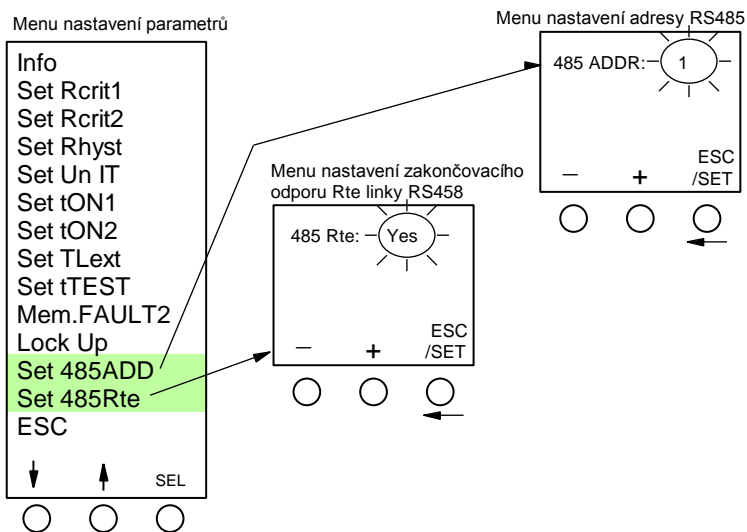 Menu nastavení parametrů
Info
Set Rcrit1
Set Rcrit2
Set Rhyst
Set Un IT
Set tON1
Set tON2
Set TLext
Set tTEST
Mem.FAULT2
Lock Up
Set 485ADD
Set 485Rte
ESC
SEL
Menu nastavení zakončovacího
odporu Rte linky RS458
485 Rte: Yes
ESC
− + /SET
Menu nastavení adresy RS485
485 ADDR: 1
ESC
− + /SET